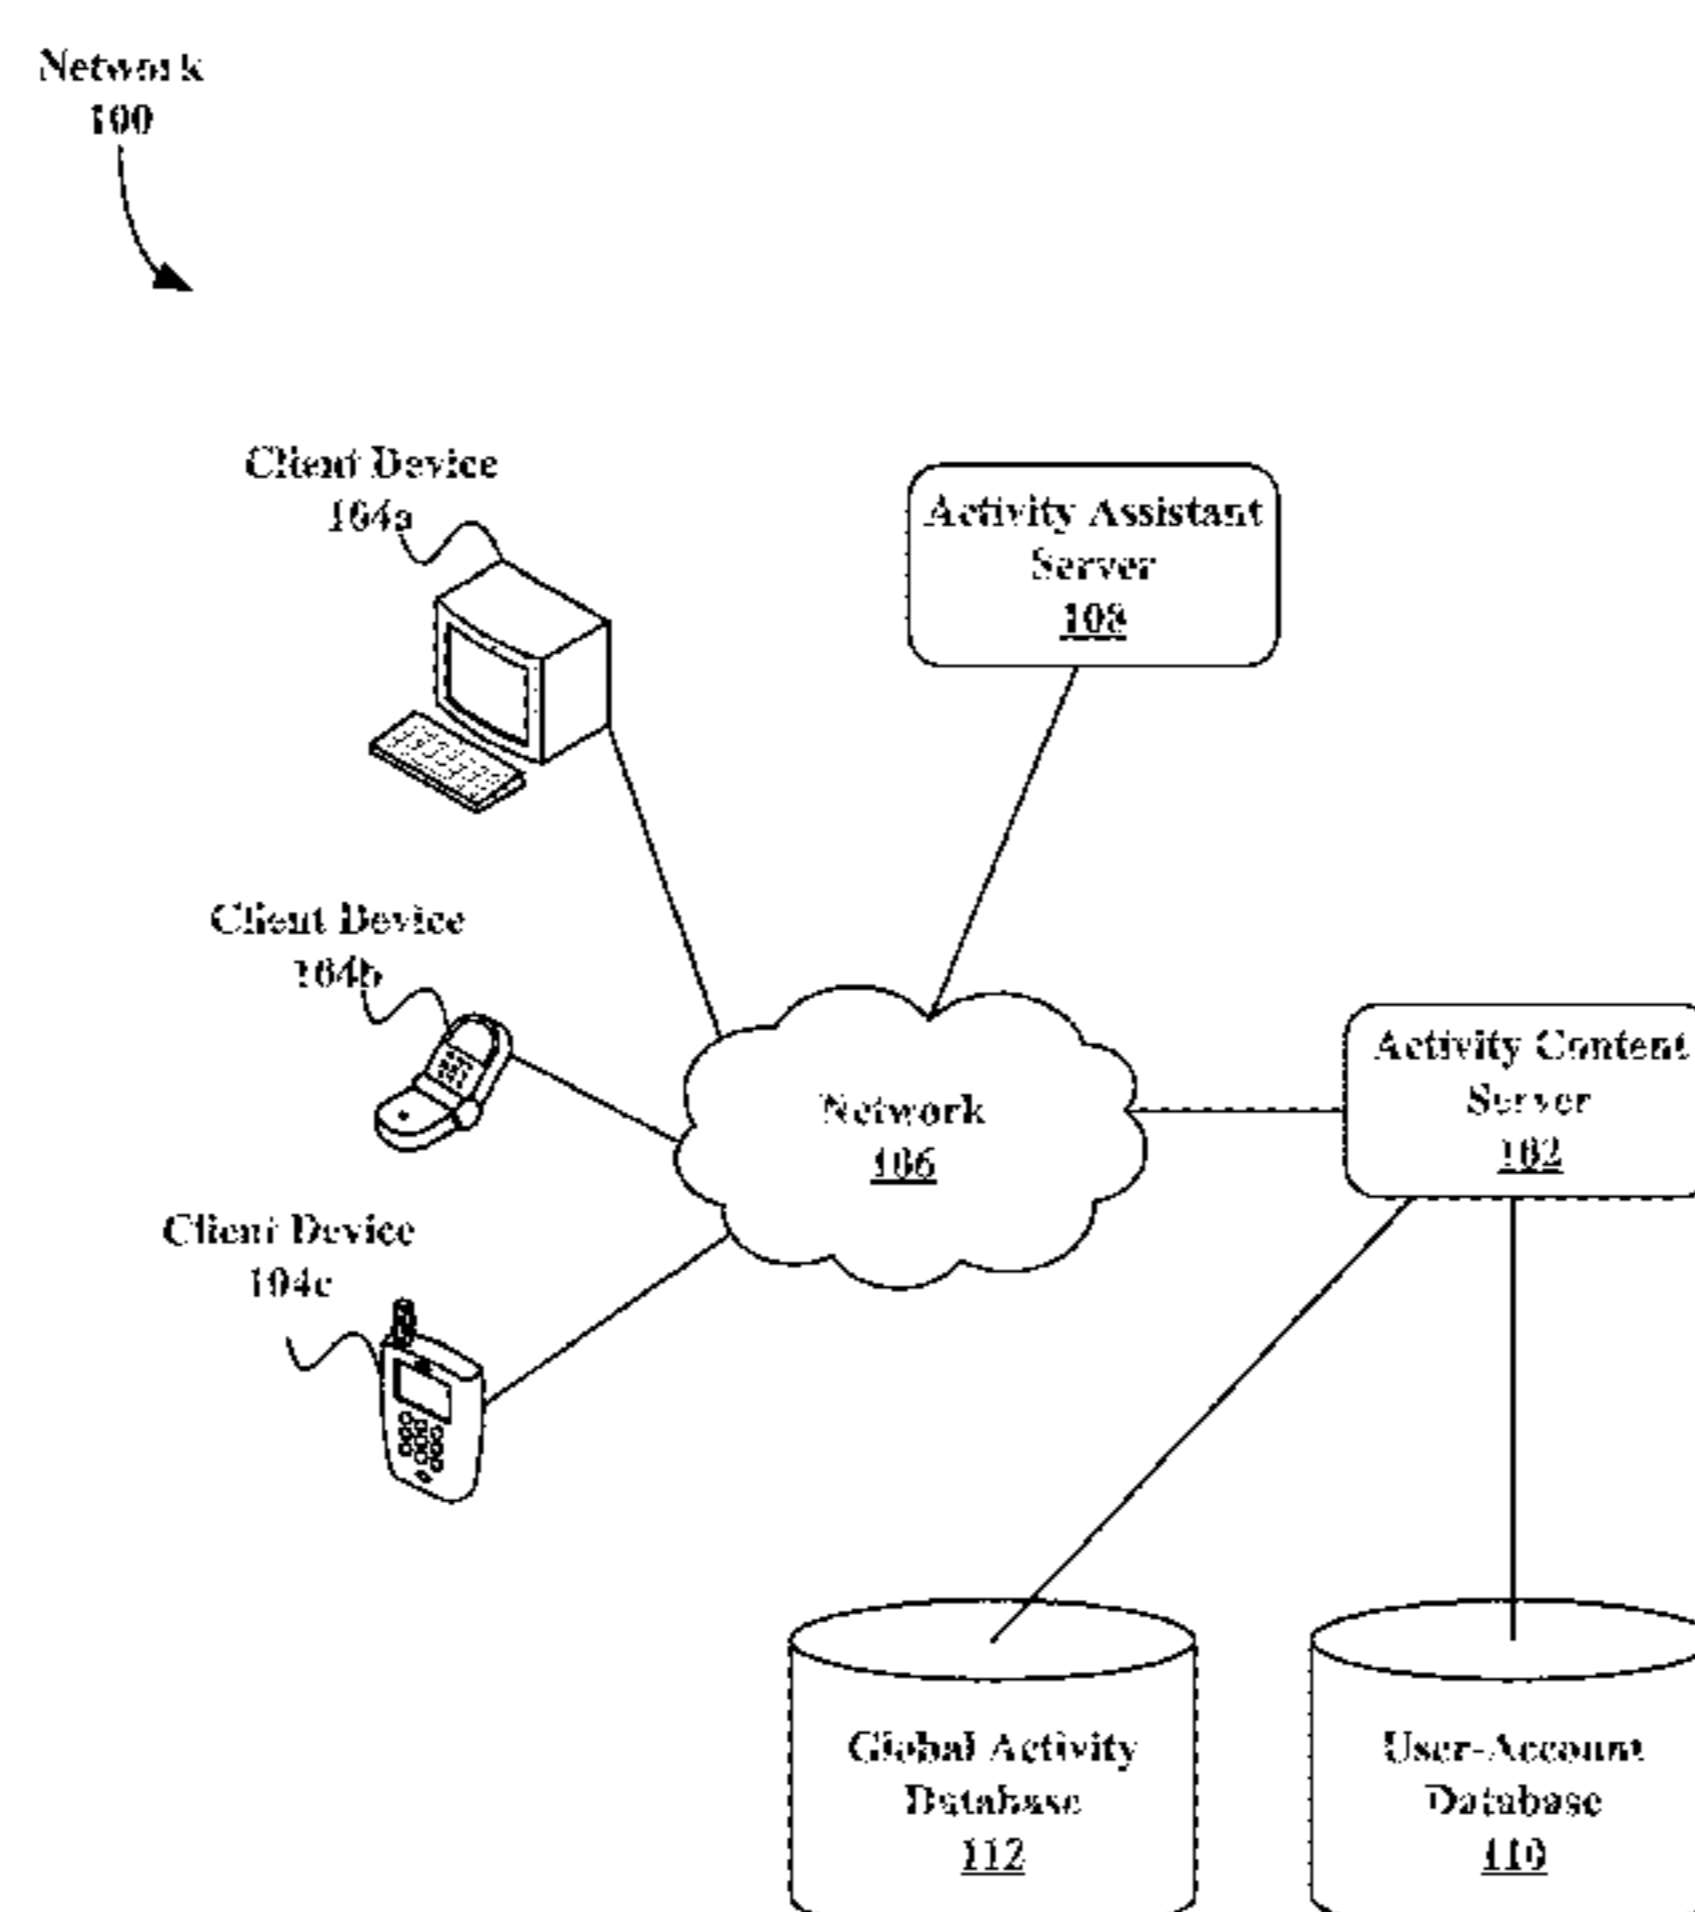 Network
100
Client Device
104a
Activity Assistant
Server
108
Client Device
104b
Network
106
Activity Content
Server
102
Client Device
104c
Global Activity
Database
112
User-Account
Database
110